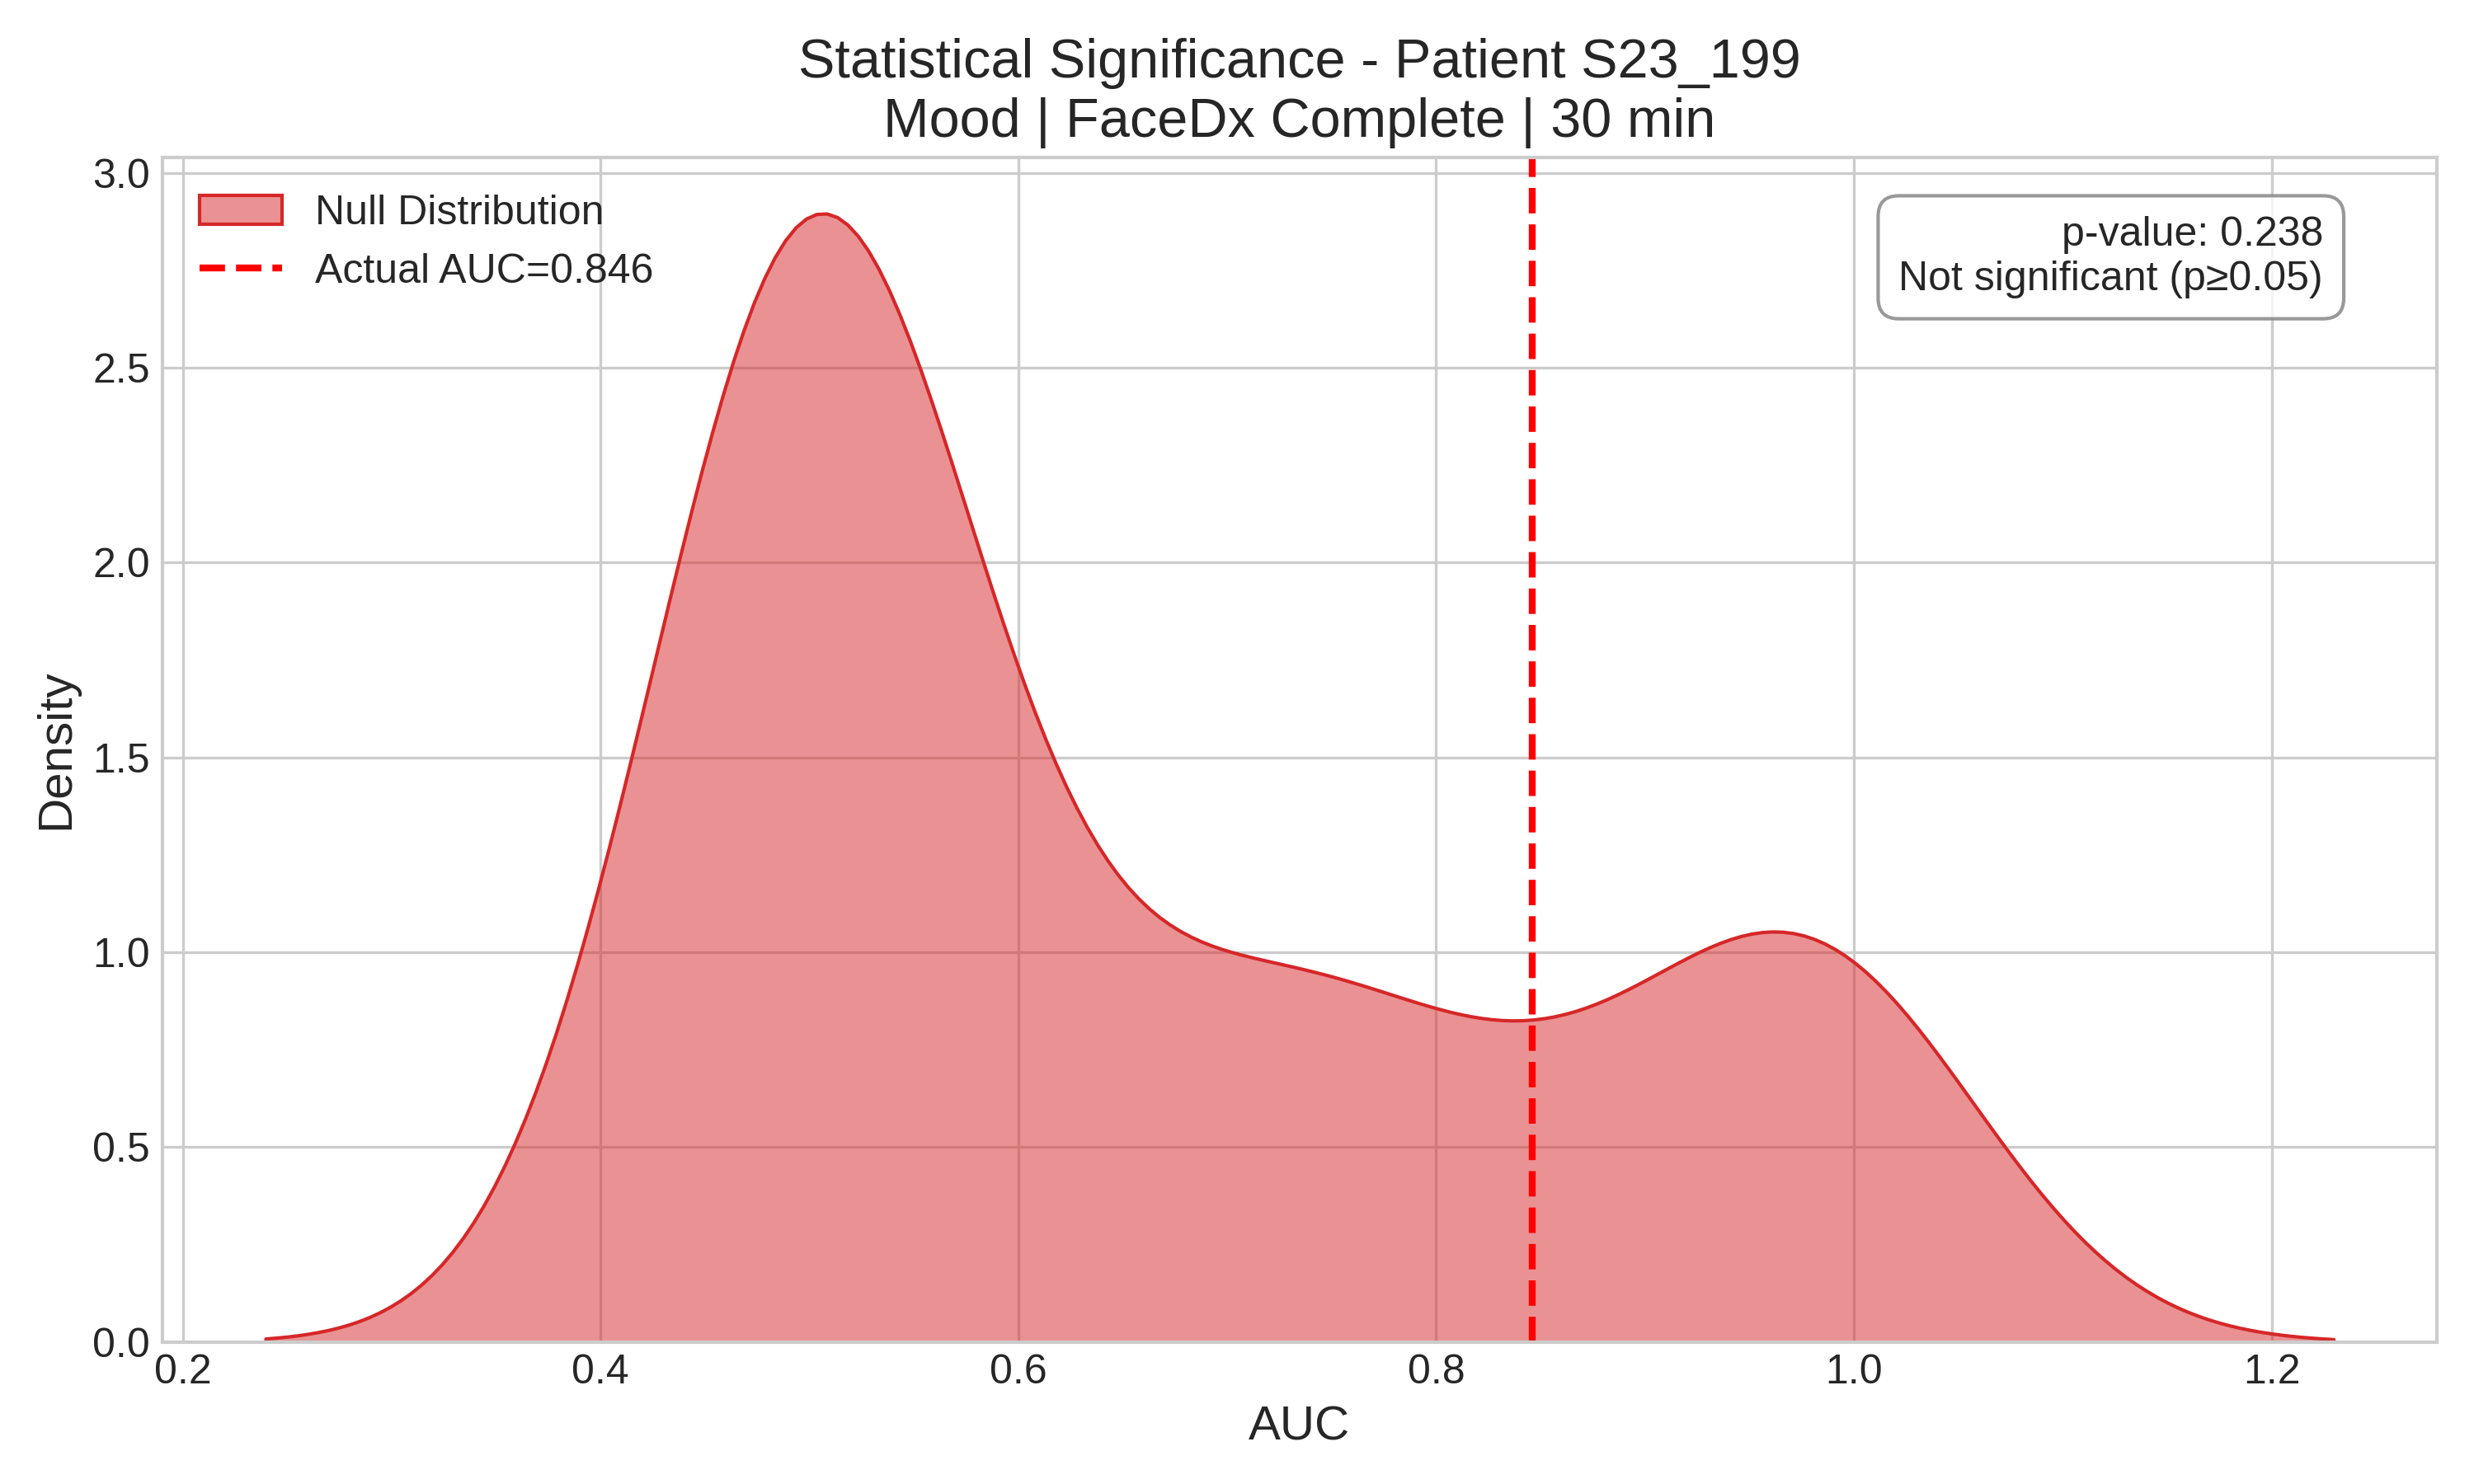 Statistical Significance - Patient S23_199
Mood | FaceDx Complete | 30 min
Null Distribution
Actual AUC=0.846
p-value: 0.238
Not significant (p≥0.05)
Density
3.0
2.5
2.0
1.5
1.0
0.5
0.0
0.2
0.4
0.6
0.8
1.0
1.2
AUC